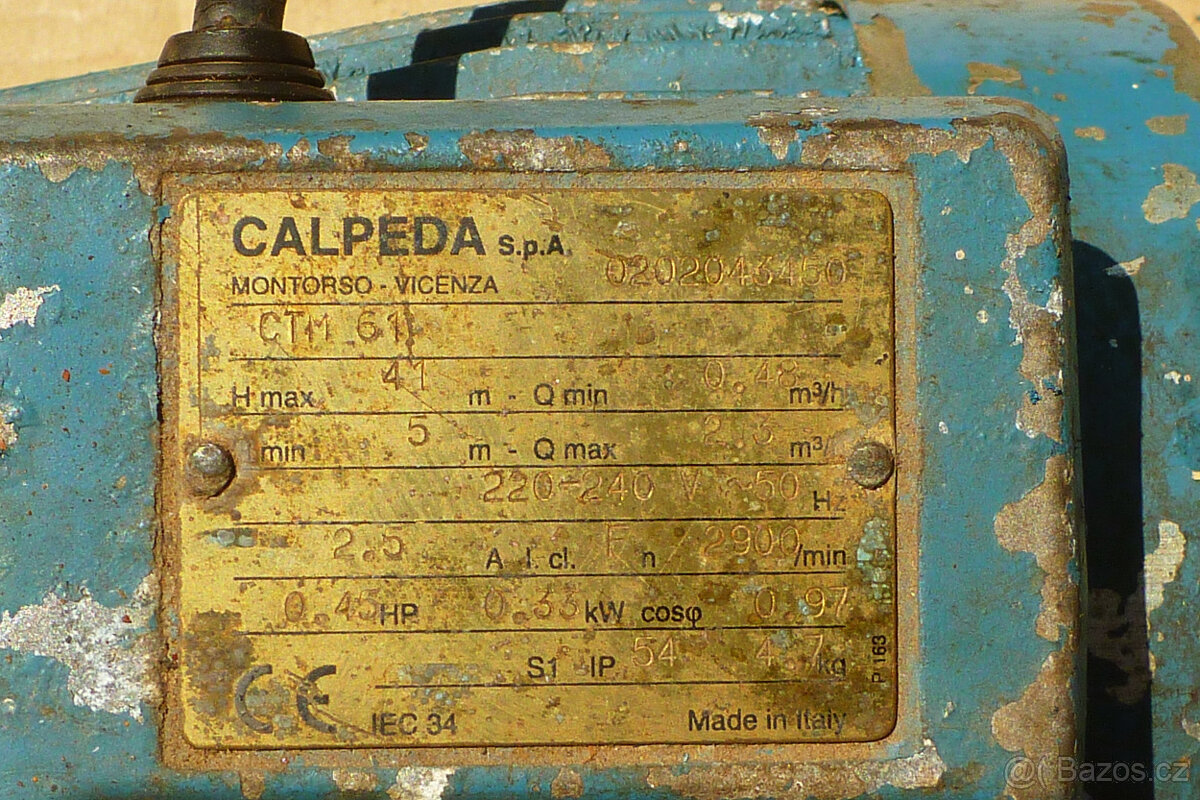 CALPEDA S.p.A.
MONTORSO - VICENZA 0202043450
CTM 61
H max 41 m - Q min 0.48 m³/h
min 5 m - Q max 2.3 m³/
220-240 V 50 Hz
2.5 A I. cl. F n 2900/min
0.45 HP 0.33 kW cosφ 0.97
S1 IP 54 4.7 kg
CE IEC 34 Made in Italy
P 163
@( Bazos.cz